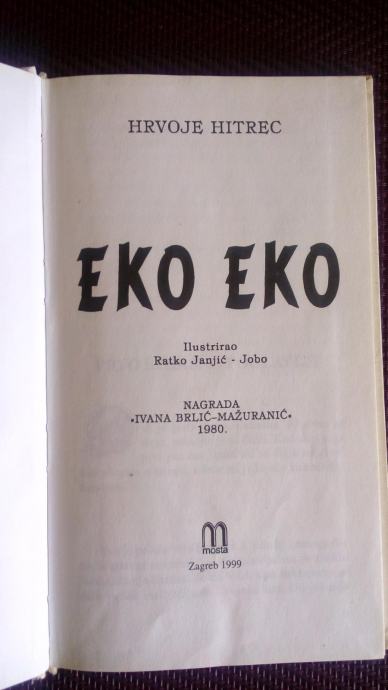 HRVOJE HITREC
EKO EKO
Ilustrirao
Ratko Janjić - Jobo
NAGRADA
»IVANA BRLIĆ-MAŽURANIĆ«
1980.
m
mosta
Zagreb 1999